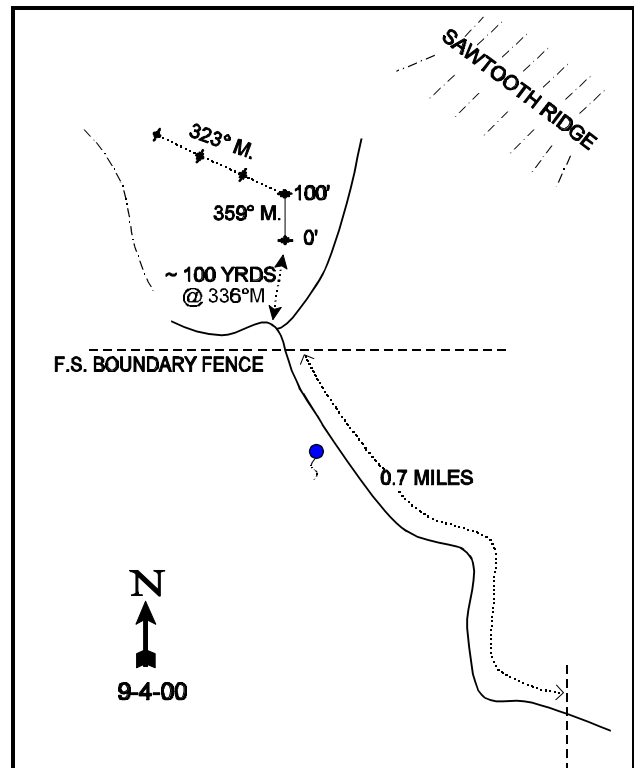 SAWTOOTH RIDGE
323° M.
100'
359° M.
0'
~ 100 YRDS.
@ 336°M
F.S. BOUNDARY FENCE
0.7 MILES
N
9-4-00